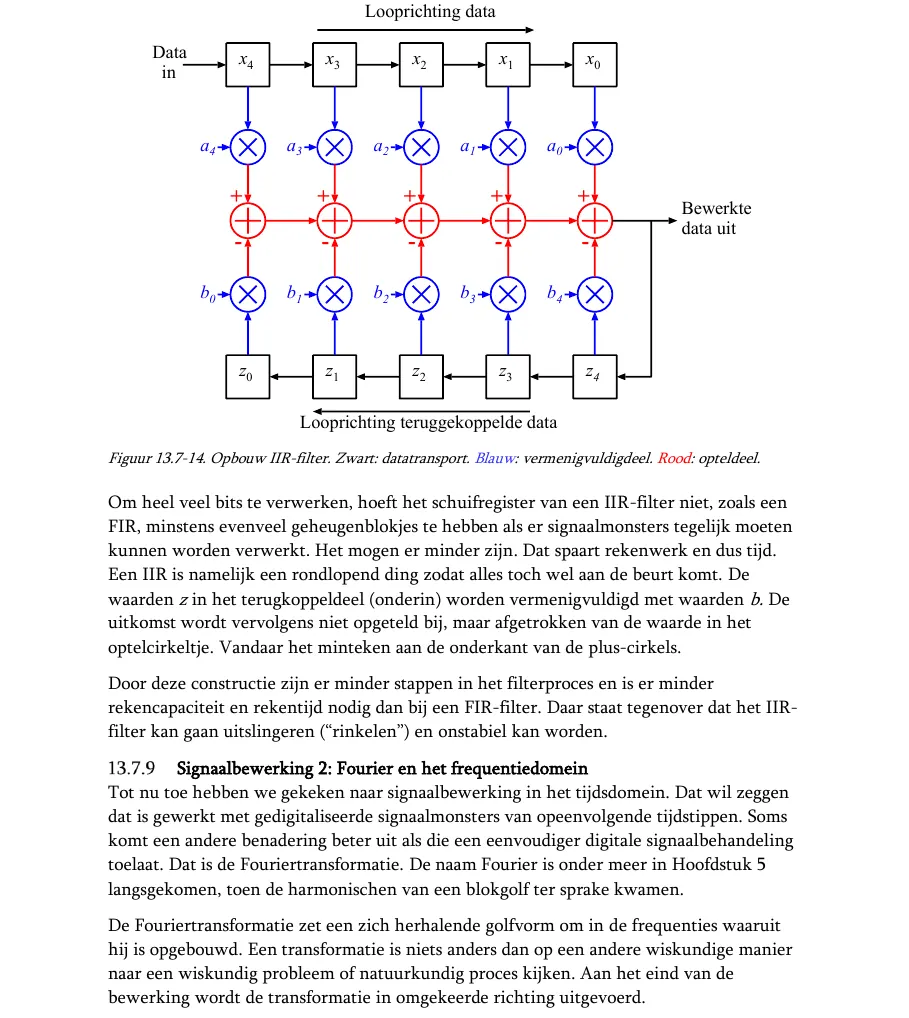 Looprichting data
Data
in
x4 x3 x2 x1 x0
a4 a3 a2 a1 a0
+ + + + +
Bewerkte
data uit
- - - - -
b0 b1 b2 b3 b4
z0 z1 z2 z3 z4
Looprichting teruggekoppelde data
Figuur 13.7-14. Opbouw IIR-filter. Zwart: datatransport. Blauw: vermenigvuldigdeel. Rood: opteldeel.
Om heel veel bits te verwerken, hoeft het schuifregister van een IIR-filter niet, zoals een
FIR, minstens evenveel geheugenblokjes te hebben als er signaalmonsters tegelijk moeten
kunnen worden verwerkt. Het mogen er minder zijn. Dat spaart rekenwerk en dus tijd.
Een IIR is namelijk een rondlopend ding zodat alles toch wel aan de beurt komt. De
waarden z in het terugkoppeldeel (onderin) worden vermenigvuldigd met waarden b. De
uitkomst wordt vervolgens niet opgeteld bij, maar afgetrokken van de waarde in het
optelcirkeltje. Vandaar het minteken aan de onderkant van de plus-cirkels.
Door deze constructie zijn er minder stappen in het filterproces en is er minder
rekencapaciteit en rekentijd nodig dan bij een FIR-filter. Daar staat tegenover dat het IIR-
filter kan gaan uitslingeren (“rinkelen”) en onstabiel kan worden.
13.7.9 Signaalbewerking 2: Fourier en het frequentiedomein
Tot nu toe hebben we gekeken naar signaalbewerking in het tijdsdomein. Dat wil zeggen
dat is gewerkt met gedigitaliseerde signaalmonsters van opeenvolgende tijdstippen. Soms
komt een andere benadering beter uit als die een eenvoudiger digitale signaalbehandeling
toelaat. Dat is de Fouriertransformatie. De naam Fourier is onder meer in Hoofdstuk 5
langsgekomen, toen de harmonischen van een blokgolf ter sprake kwamen.
De Fouriertransformatie zet een zich herhalende golfvorm om in de frequenties waaruit
hij is opgebouwd. Een transformatie is niets anders dan op een andere wiskundige manier
naar een wiskundig probleem of natuurkundig proces kijken. Aan het eind van de
bewerking wordt de transformatie in omgekeerde richting uitgevoerd.